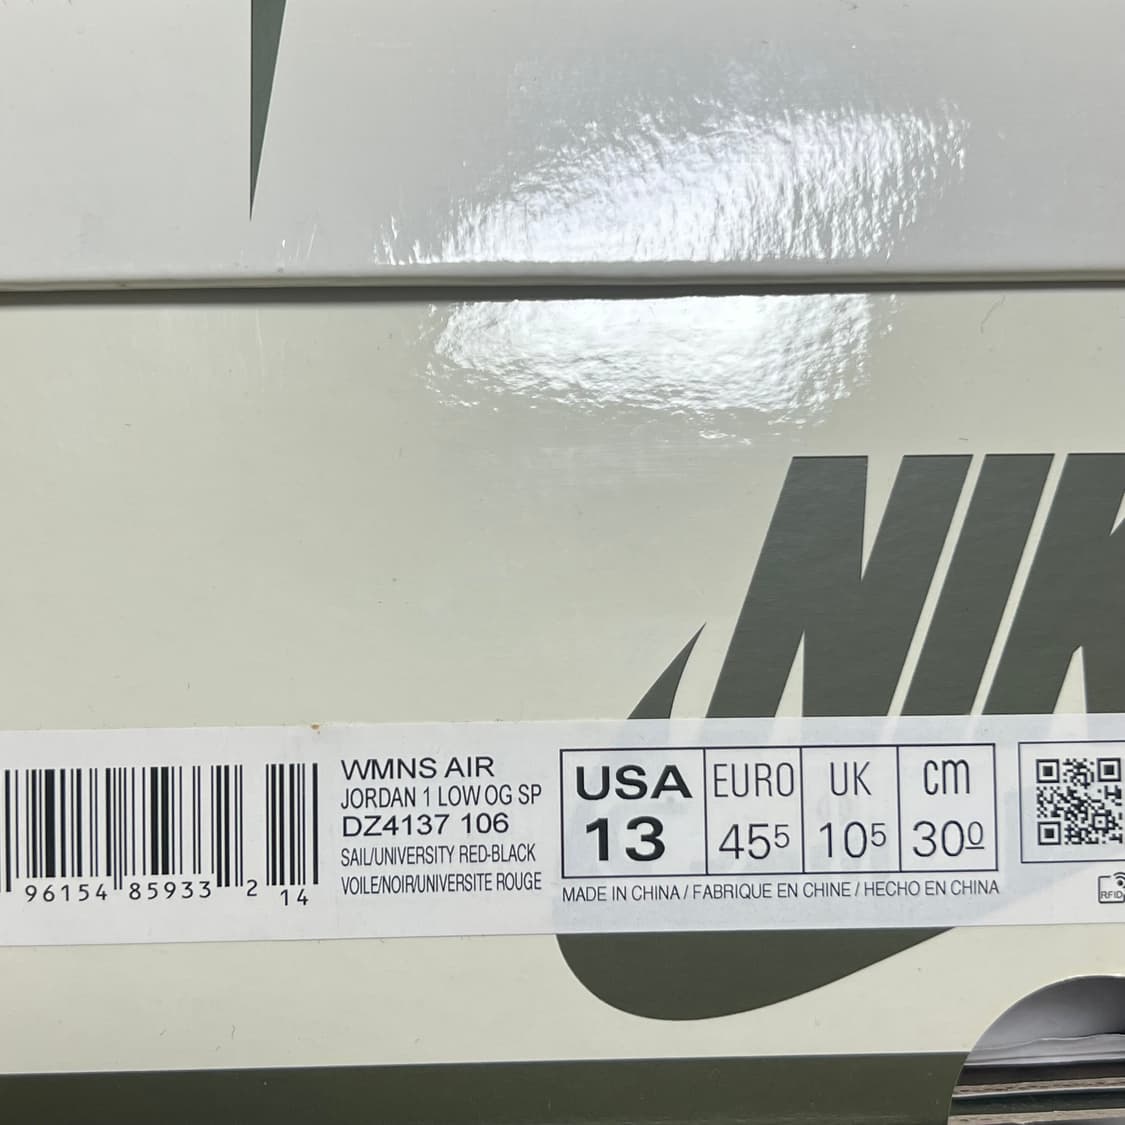 NIK
WMNS AIR
JORDAN 1 LOW OG SP
DZ4137 106
SAIL/UNIVERSITY RED-BLACK
VOILE/NOIR/UNIVERSITE ROUGE
USA EURO UK cm
13 45⁵ 10⁵ 30⁰
MADE IN CHINA / FABRIQUE EN CHINE / HECHO EN CHINA
96154 85933 2 14
RFID